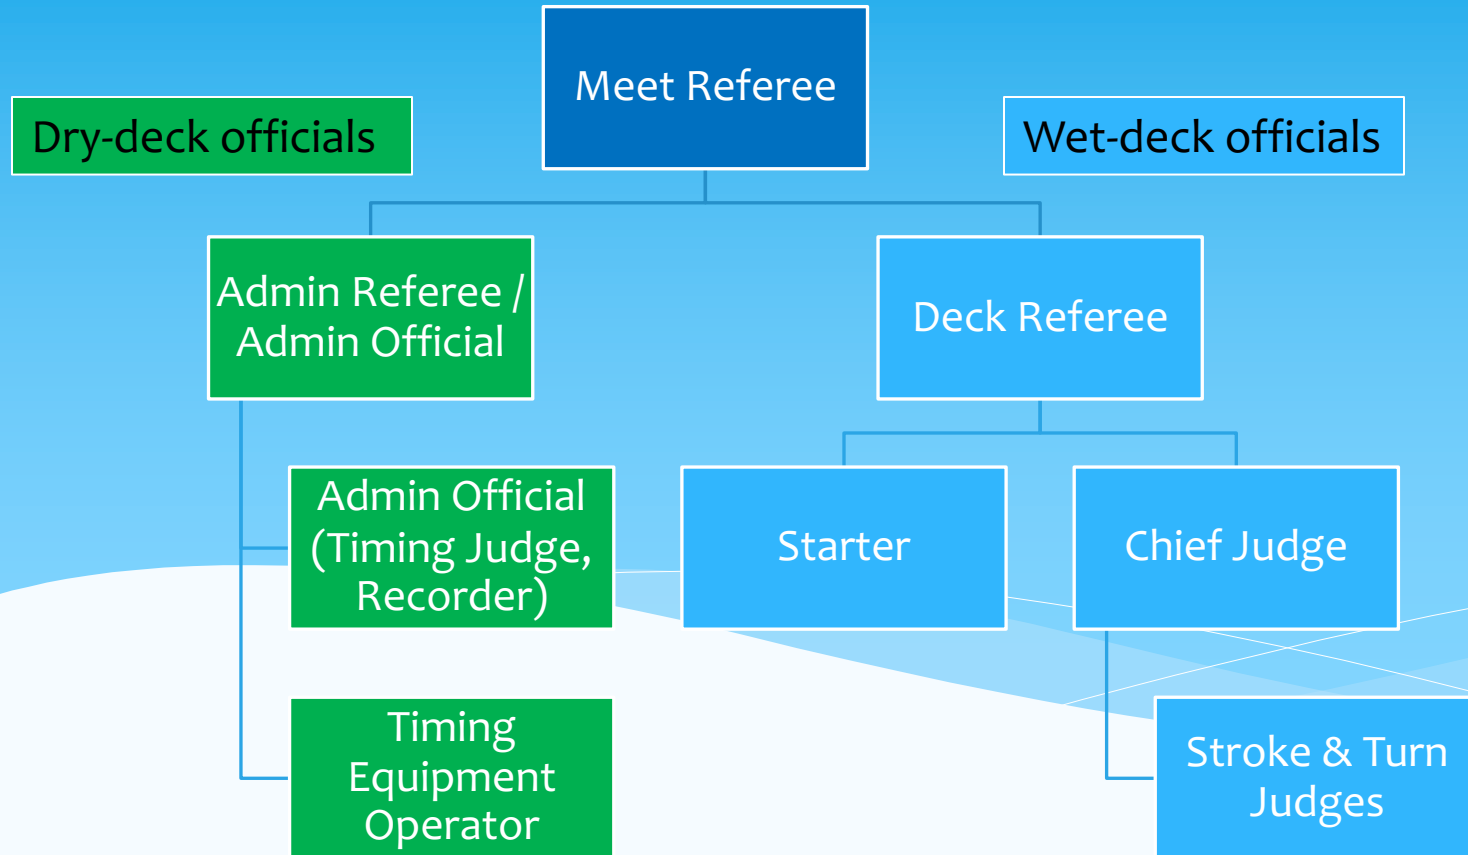 Meet Referee
Dry-deck officials
Wet-deck officials
Admin Referee /
Admin Official
Deck Referee
Admin Official
(Timing Judge,
Recorder)
Starter
Chief Judge
Timing
Equipment
Operator
Stroke & Turn
Judges